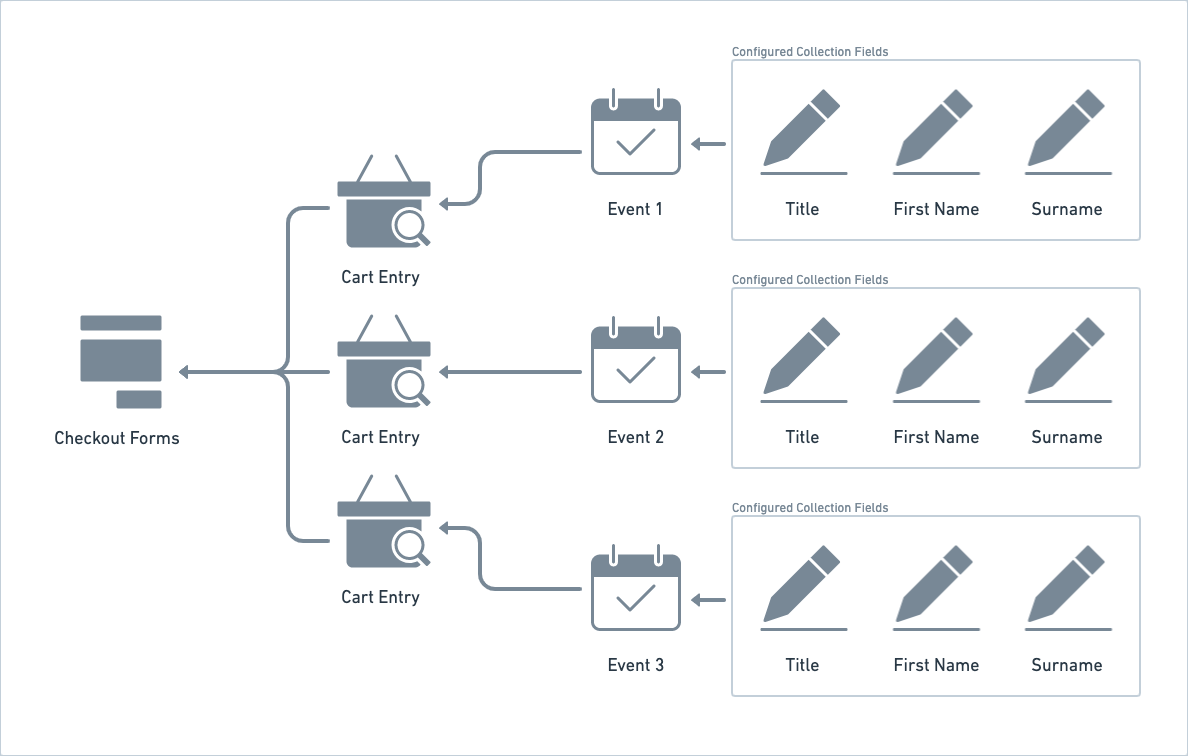 Configured Collection Fields
Title
First Name
Surname
Event 1
Cart Entry
Configured Collection Fields
Title
First Name
Surname
Event 2
Cart Entry
Checkout Forms
Configured Collection Fields
Title
First Name
Surname
Event 3
Cart Entry